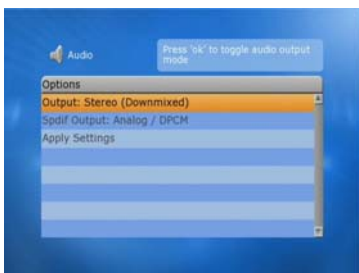 Audio
Press 'ok' to toggle audio output
mode
Options
Output: Stereo (Downmixed)
Spdif Output: Analog / DPCM
Apply Settings